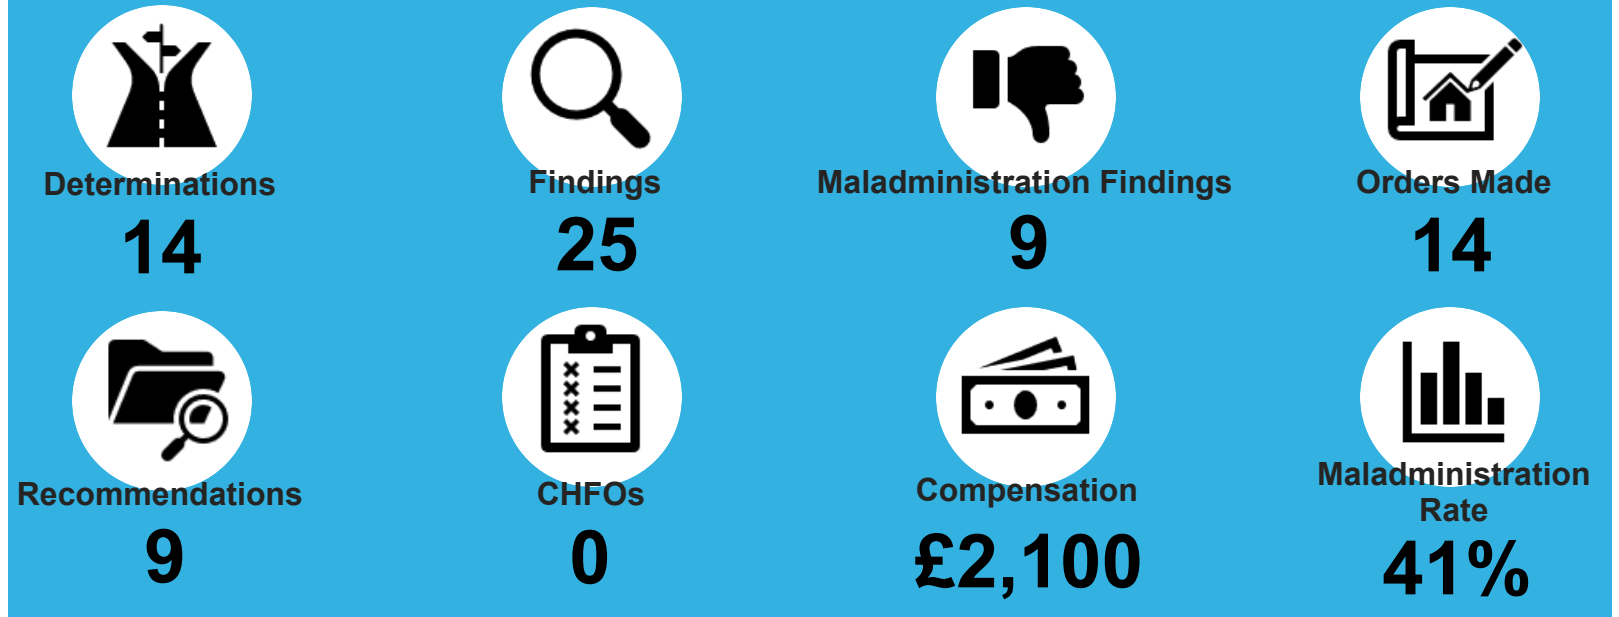 Determinations
14
Findings
25
Maladministration Findings
9
Orders Made
14
Recommendations
9
CHFOs
0
Compensation
£2,100
Maladministration
Rate
41%